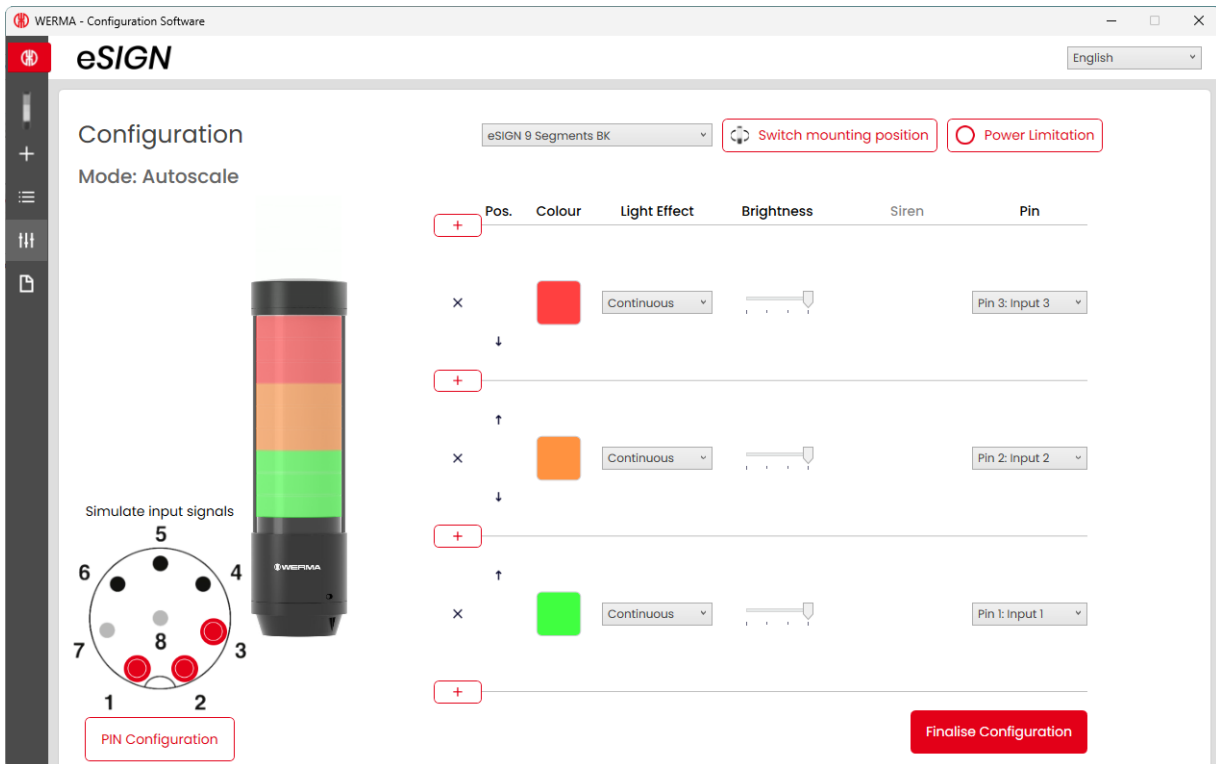 WERMA - Configuration Software
eSIGN
English
Configuration
eSIGN 9 Segments BK
Switch mounting position
Power Limitation
Mode: Autoscale
Pos. Colour Light Effect Brightness Siren Pin
+
×
Continuous
Pin 3: Input 3
↓
+
↑
×
Continuous
Pin 2: Input 2
↓
+
↑
×
Continuous
Pin 1: Input 1
+
WERMA
Simulate input signals
5
6 4
7 8 3
1 2
PIN Configuration
Finalise Configuration